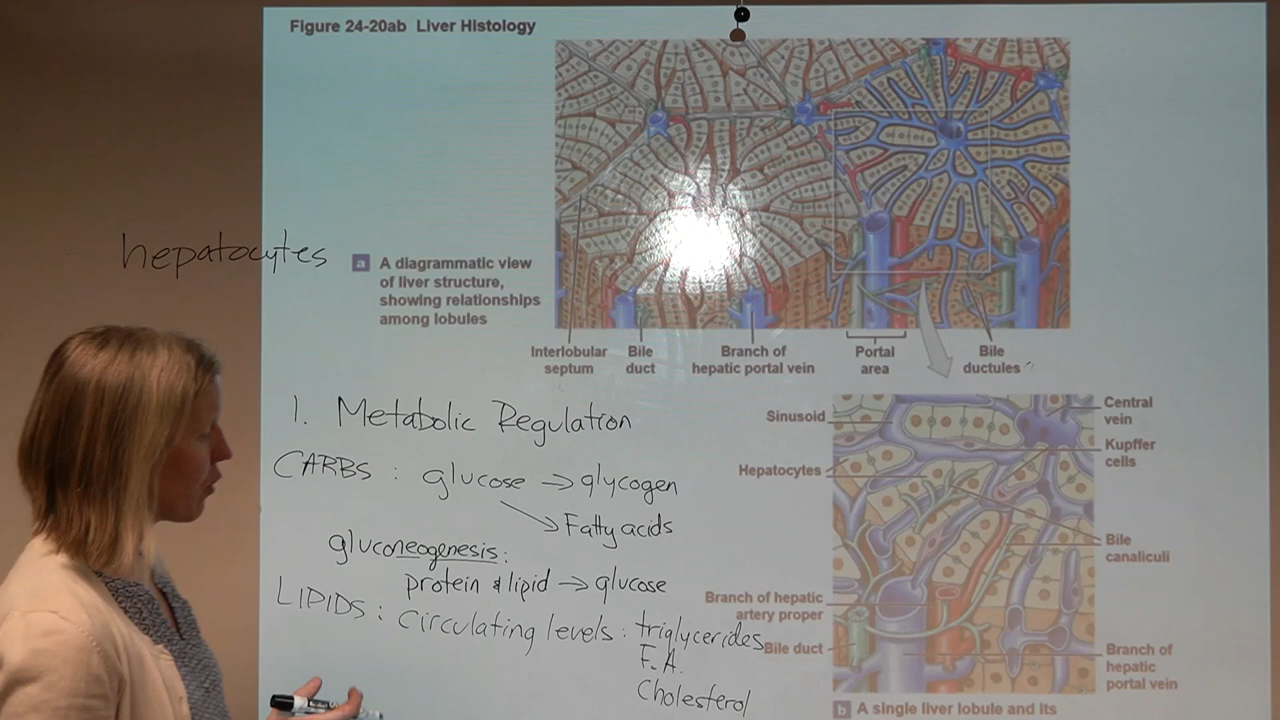 Figure 24-20ab Liver Histology
hepatocytes
a A diagrammatic view
of liver structure,
showing relationships
among lobules
Interlobular
septum
Bile
duct
Branch of
hepatic portal vein
Portal
area
Bile
ductules
1. Metabolic Regulation
CARBS : glucose → glycogen
→ Fatty acids
gluconeogenesis:
protein & lipid → glucose
LIPIDS : Circulating levels : triglycerides
F.A.
Cholesterol
Sinusoid
Hepatocytes
Branch of hepatic
artery proper
Bile duct
Central
vein
Kupffer
cells
Bile
canaliculi
Branch of
hepatic
portal vein
b A single liver lobule and its